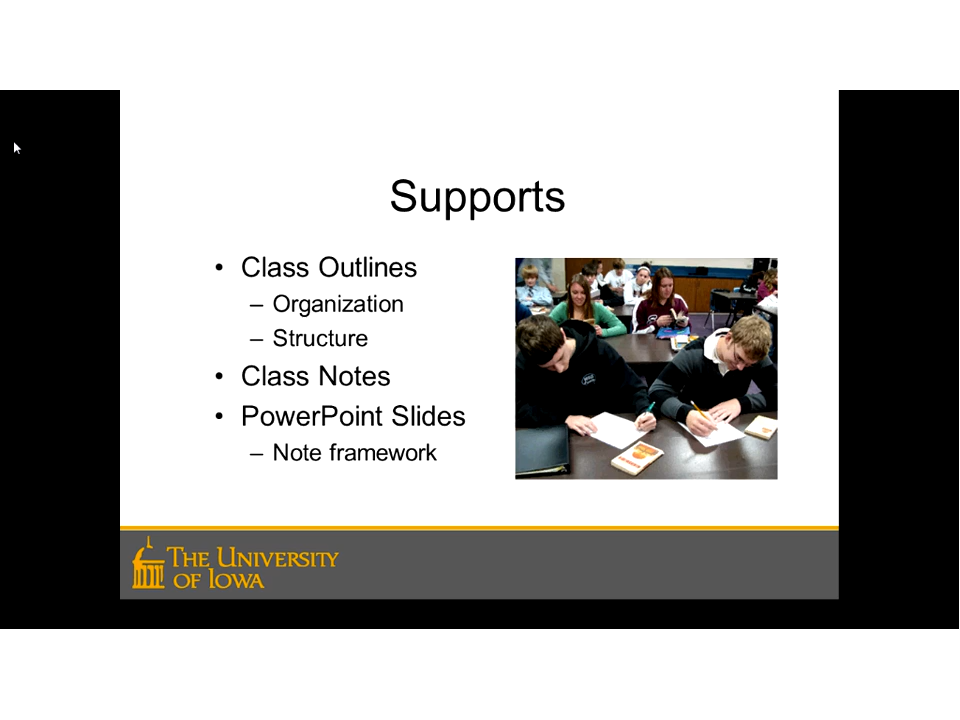 Supports
• Class Outlines
– Organization
– Structure
• Class Notes
• PowerPoint Slides
– Note framework
THE UNIVERSITY
OF IOWA